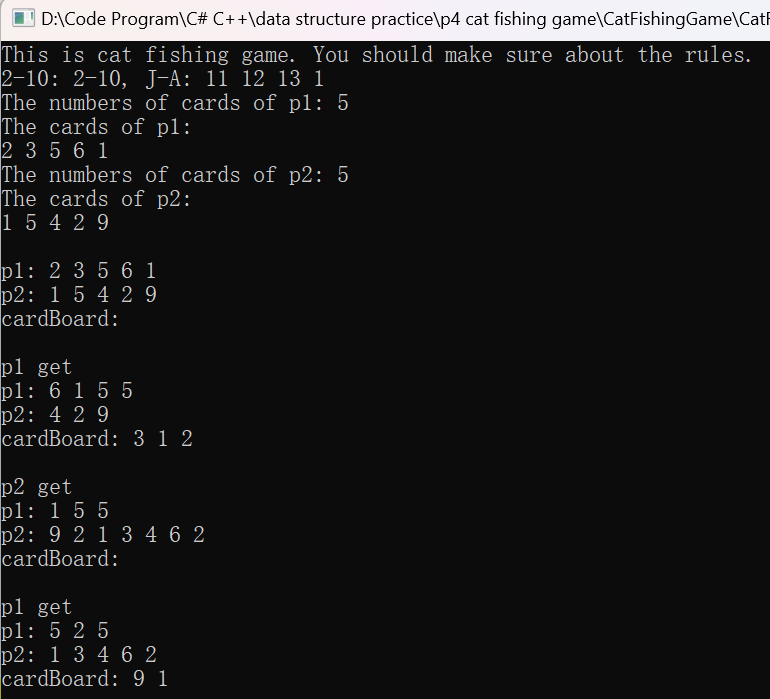 D:\Code Program\C# C++\data structure practice\p4 cat fishing game\CatFishingGame\CatF
This is cat fishing game. You should make sure about the rules.
2-10: 2-10, J-A: 11 12 13 1
The numbers of cards of p1: 5
The cards of p1:
2 3 5 6 1
The numbers of cards of p2: 5
The cards of p2:
1 5 4 2 9
p1: 2 3 5 6 1
p2: 1 5 4 2 9
cardBoard:
p1 get
p1: 6 1 5 5
p2: 4 2 9
cardBoard: 3 1 2
p2 get
p1: 1 5 5
p2: 9 2 1 3 4 6 2
cardBoard:
p1 get
p1: 5 2 5
p2: 1 3 4 6 2
cardBoard: 9 1